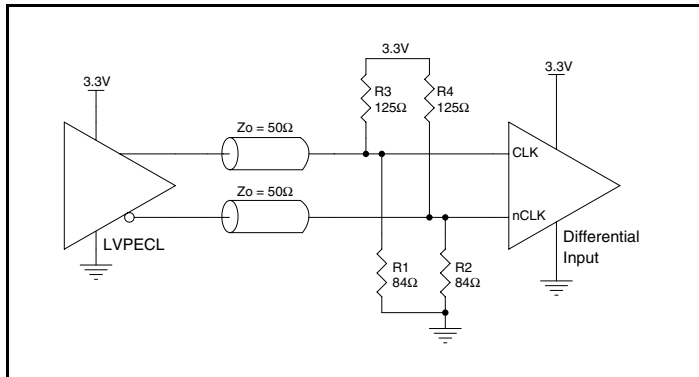 3.3V
3.3V
3.3V
R3
125Ω
R4
125Ω
Zo = 50Ω
CLK
Zo = 50Ω
nCLK
LVPECL
Differential
Input
R1
84Ω
R2
84Ω